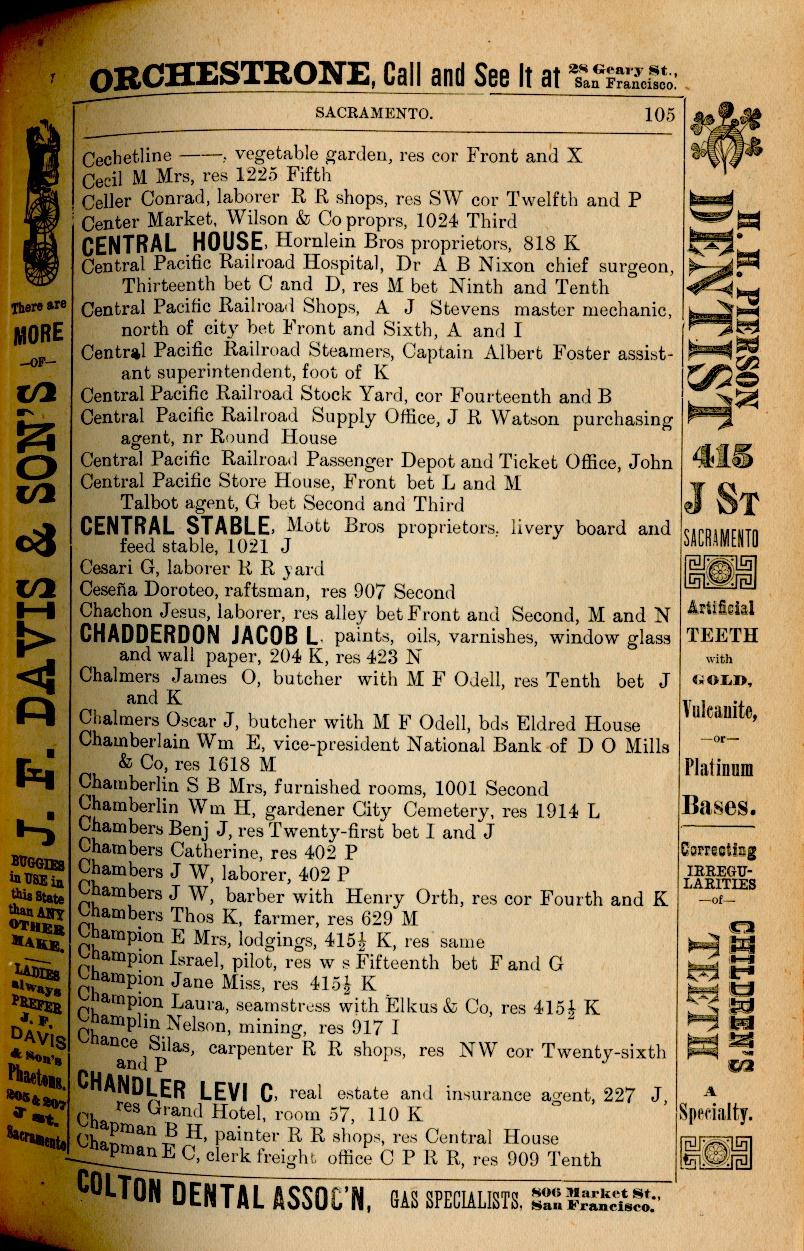 ORCHESTRONE, Call and See It at 28 Geary St., San Francisco.
SACRAMENTO. 105
Cechetline ——, vegetable garden, res cor Front and X
Cecil M Mrs, res 1225 Fifth
Celler Conrad, laborer R R shops, res SW cor Twelfth and P
Center Market, Wilson & Co proprs, 1024 Third
CENTRAL HOUSE, Hornlein Bros proprietors, 818 K
Central Pacific Railroad Hospital, Dr A B Nixon chief surgeon,
Thirteenth bet C and D, res M bet Ninth and Tenth
Central Pacific Railroad Shops, A J Stevens master mechanic,
north of city bet Front and Sixth, A and I
Central Pacific Railroad Steamers, Captain Albert Foster assist-
ant superintendent, foot of K
Central Pacific Railroad Stock Yard, cor Fourteenth and B
Central Pacific Railroad Supply Office, J R Watson purchasing
agent, nr Round House
Central Pacific Railroad Passenger Depot and Ticket Office, John
Central Pacific Store House, Front bet L and M
Talbot agent, G bet Second and Third
CENTRAL STABLE, Mott Bros proprietors, livery board and
feed stable, 1021 J
Cesari G, laborer R R yard
Ceseña Doroteo, raftsman, res 907 Second
Chachon Jesus, laborer, res alley bet Front and Second, M and N
CHADDERDON JACOB L, paints, oils, varnishes, window glass
and wall paper, 204 K, res 423 N
Chalmers James O, butcher with M F Odell, res Tenth bet J
and K
Chalmers Oscar J, butcher with M F Odell, bds Eldred House
Chamberlain Wm E, vice-president National Bank of D O Mills
& Co, res 1618 M
Chamberlin S B Mrs, furnished rooms, 1001 Second
Chamberlin Wm H, gardener City Cemetery, res 1914 L
Chambers Benj J, res Twenty-first bet I and J
Chambers Catherine, res 402 P
Chambers J W, laborer, 402 P
Chambers J W, barber with Henry Orth, res cor Fourth and K
Chambers Thos K, farmer, res 629 M
Champion E Mrs, lodgings, 415½ K, res same
Champion Israel, pilot, res w s Fifteenth bet F and G
Champion Jane Miss, res 415½ K
Champion Laura, seamstress with Elkus & Co, res 415½ K
Champlin Nelson, mining, res 917 I
Chance Silas, carpenter R R shops, res NW cor Twenty-sixth
and P
CHANDLER LEVI C, real estate and insurance agent, 227 J,
res Grand Hotel, room 57, 110 K
Chapman B H, painter R R shops, res Central House
Chapman E C, clerk freight office C P R R, res 909 Tenth
COLTON DENTAL ASSOC'N, GAS SPECIALISTS, 806 Market St., San Francisco.
There are
MORE
—OF—
J. F. DAVIS & SON'S
BUGGIES
in USE in
this State
than ANY
OTHER
MAKE.
LADIES
always
PREFER
J. F.
DAVIS
& Son's
Phaetons.
205 & 207
J st.
Sacramento
H. H. PIERSON
DENTIST
415
J ST
SACRAMENTO
Artificial
TEETH
with
GOLD,
Vulcanite,
—or—
Platinum
Bases.
Correcting
IRREGU-
LARITIES
—of—
CHILDREN'S
TEETH
A
Specialty.